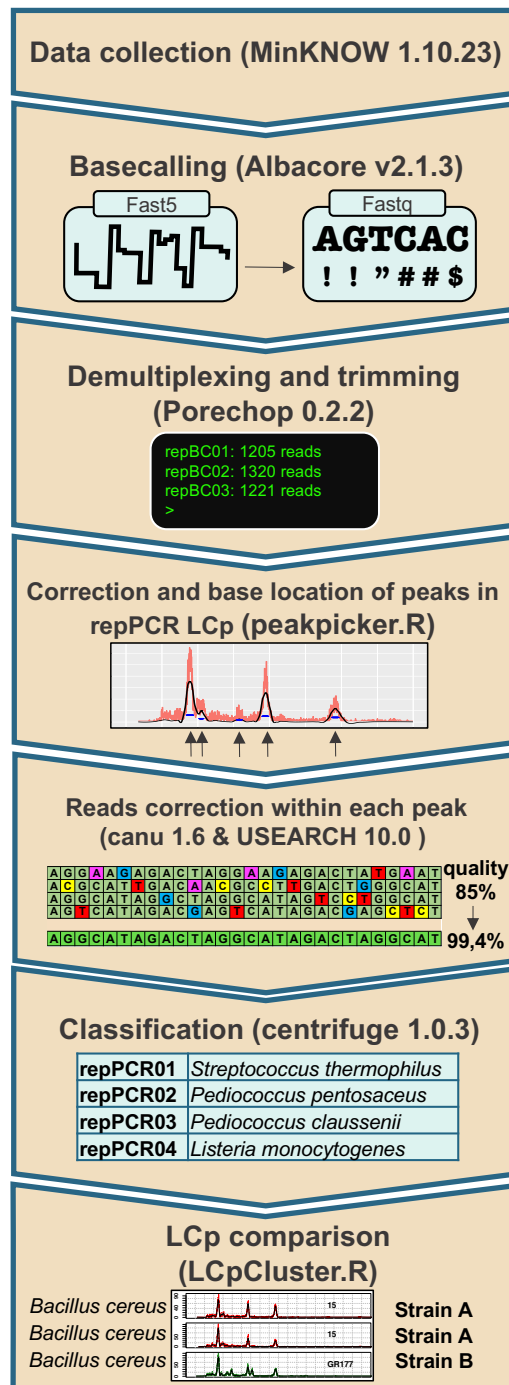 Data collection (MinKNOW 1.10.23)
Basecalling (Albacore v2.1.3)
Fast5
Fastq
AGTCAC
! ! ” # # $
Demultiplexing and trimming
(Porechop 0.2.2)
repBC01: 1205 reads
repBC02: 1320 reads
repBC03: 1221 reads
>
Correction and base location of peaks in
repPCR LCp (peakpicker.R)
Reads correction within each peak
(canu 1.6 & USEARCH 10.0 )
AGGAAGAGACTAGGAAGAGACTATGAAT
ACGCATTGACAACGCCTTGACTGGGCAT
AGGCATAGGCTAGGCATAGTCCTGGCAT
AGTCATAGACGAGTCATAGACGAGCTCT
AGGCATAGACTAGGCATAGACTAGGCAT
quality
85%
99,4%
Classification (centrifuge 1.0.3)
repPCR01 Streptococcus thermophilus
repPCR02 Pediococcus pentosaceus
repPCR03 Pediococcus claussenii
repPCR04 Listeria monocytogenes
LCp comparison
(LCpCluster.R)
Bacillus cereus 15 Strain A
Bacillus cereus 15 Strain A
Bacillus cereus GR177 Strain B